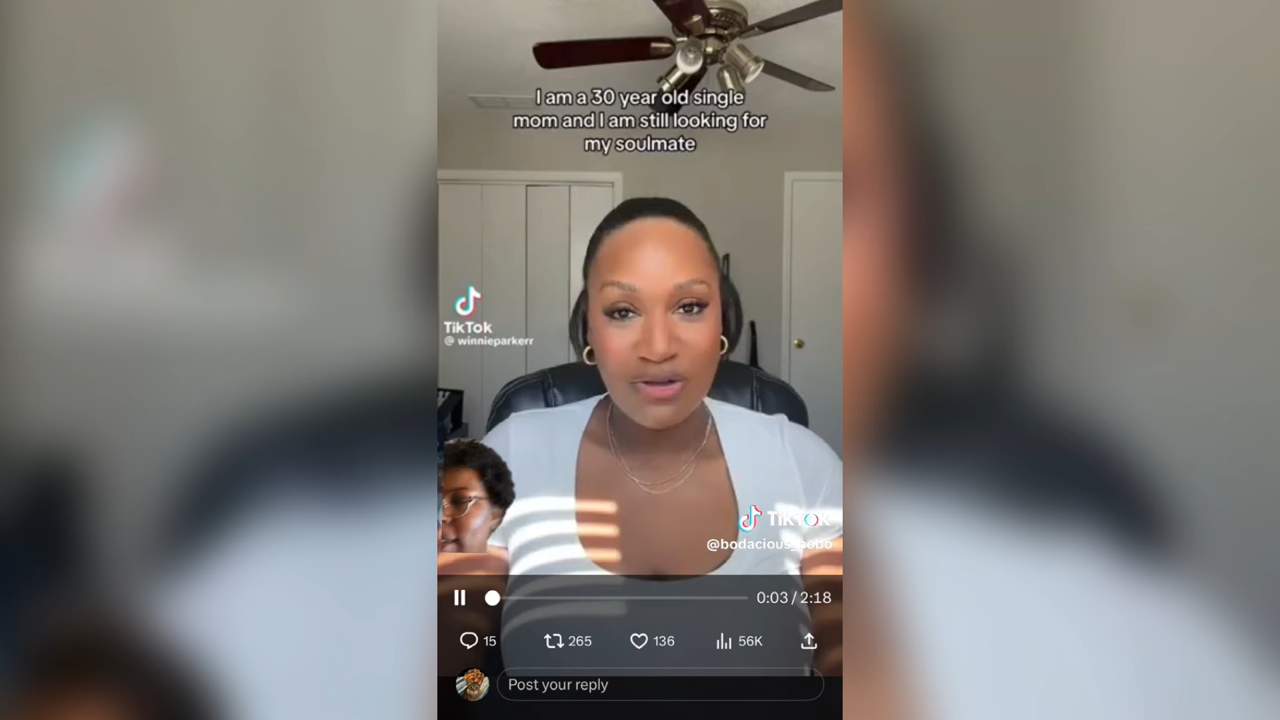 I am a 30 year old single
mom and I am still looking for
my soulmate
TikTok
@ winnieparkerr
TikTok
@bodacious_bobo
0:03 / 2:18
15
265
136
56K
Post your reply